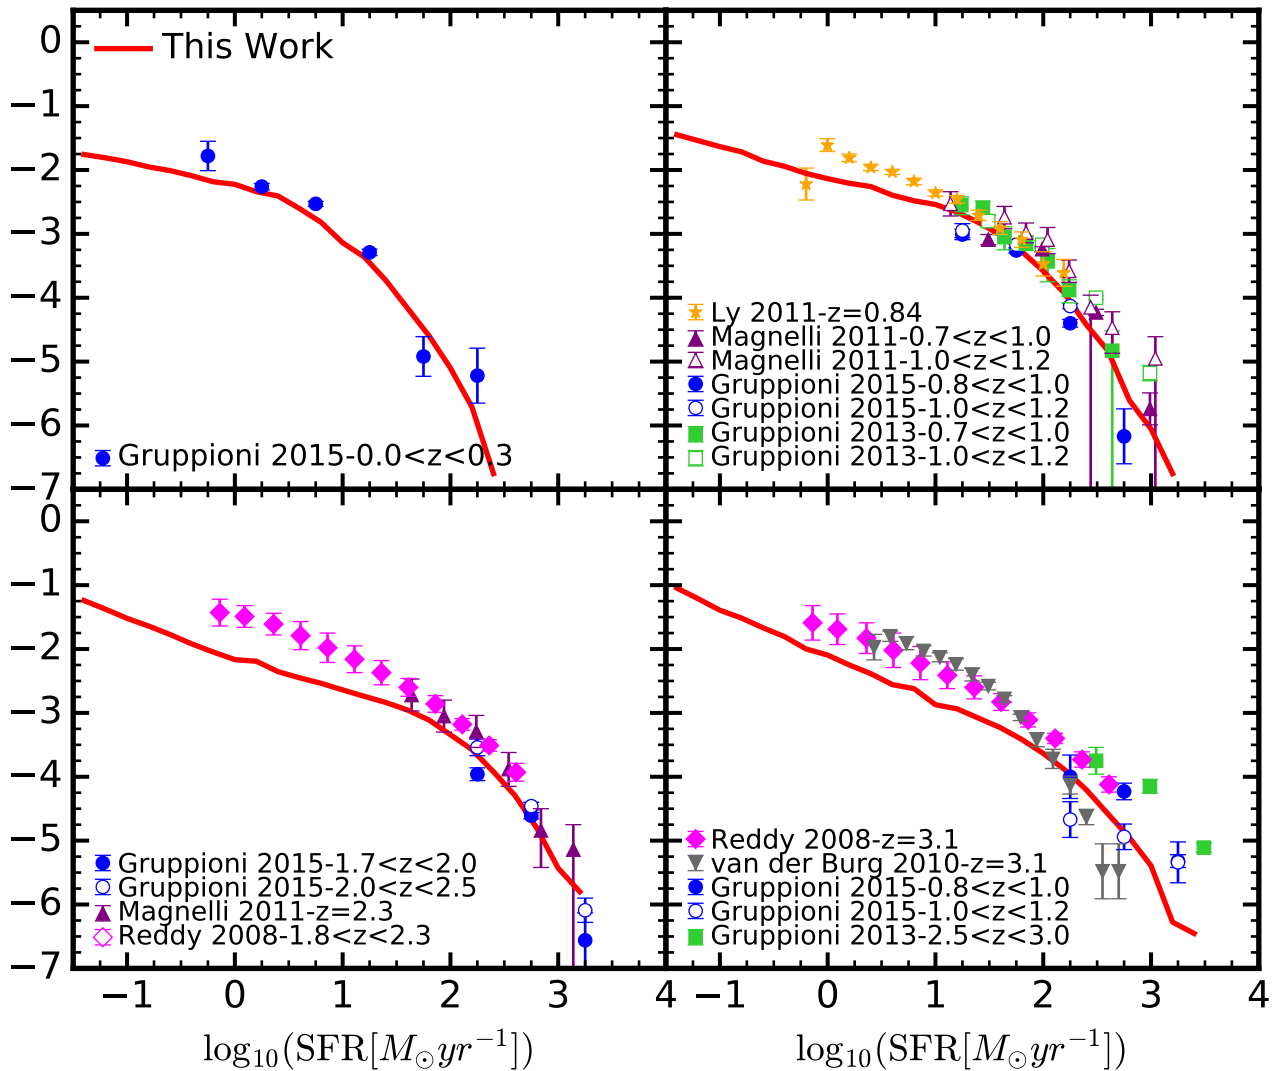 0
−1
−2
−3
−4
−5
−6
−7
This Work
Gruppioni 2015-0.0<z<0.3
Ly 2011-z=0.84
Magnelli 2011-0.7<z<1.0
Magnelli 2011-1.0<z<1.2
Gruppioni 2015-0.8<z<1.0
Gruppioni 2015-1.0<z<1.2
Gruppioni 2013-0.7<z<1.0
Gruppioni 2013-1.0<z<1.2
0
−1
−2
−3
−4
−5
−6
−7
Gruppioni 2015-1.7<z<2.0
Gruppioni 2015-2.0<z<2.5
Magnelli 2011-z=2.3
Reddy 2008-1.8<z<2.3
Reddy 2008-z=3.1
van der Burg 2010-z=3.1
Gruppioni 2015-0.8<z<1.0
Gruppioni 2015-1.0<z<1.2
Gruppioni 2013-2.5<z<3.0
−1 0 1 2 3 4 −1 0 1 2 3 4
log₁₀(SFR[M⊙yr⁻¹]) log₁₀(SFR[M⊙yr⁻¹])